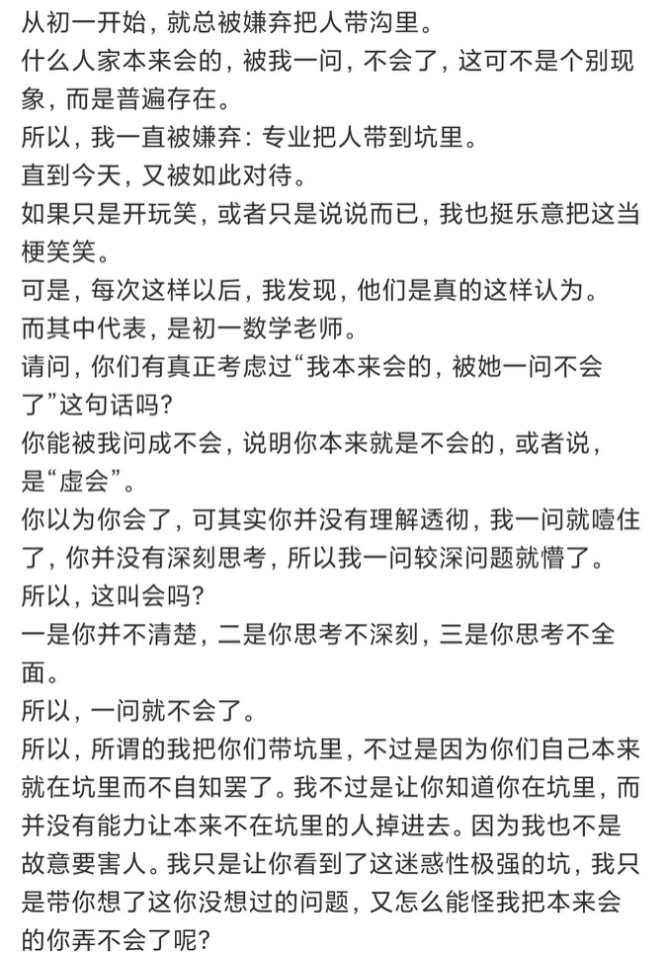 从初一开始，就总被嫌弃把人带沟里。
什么人家本来会的，被我一问，不会了，这可不是个别现
象，而是普遍存在。
所以，我一直被嫌弃：专业把人带到坑里。
直到今天，又被如此对待。
如果只是开玩笑，或者只是说说而已，我也挺乐意把这当
梗笑笑。
可是，每次这样以后，我发现，他们是真的这样认为。
而其中代表，是初一数学老师。
请问，你们有真正考虑过“我本来会的，被她一问不会
了”这句话吗？
你能被我问成不会，说明你本来就是不会的，或者说，
是“虚会”。
你以为你会了，可其实你并没有理解透彻，我一问就噎住
了，你并没有深刻思考，所以我一问较深问题就懵了。
所以，这叫会吗？
一是你并不清楚，二是你思考不深刻，三是你思考不全
面。
所以，一问就不会了。
所以，所谓的我把你们带坑里，不过是因为你们自己本来
就在坑里而不自知罢了。我不过是让你知道你在坑里，而
并没有能力让本来不在坑里的人掉进去。因为我也不是
故意要害人。我只是让你看到了这迷惑性极强的坑，我只
是带你想了这你没想过的问题，又怎么能怪我把本来会
的你弄不会了呢？